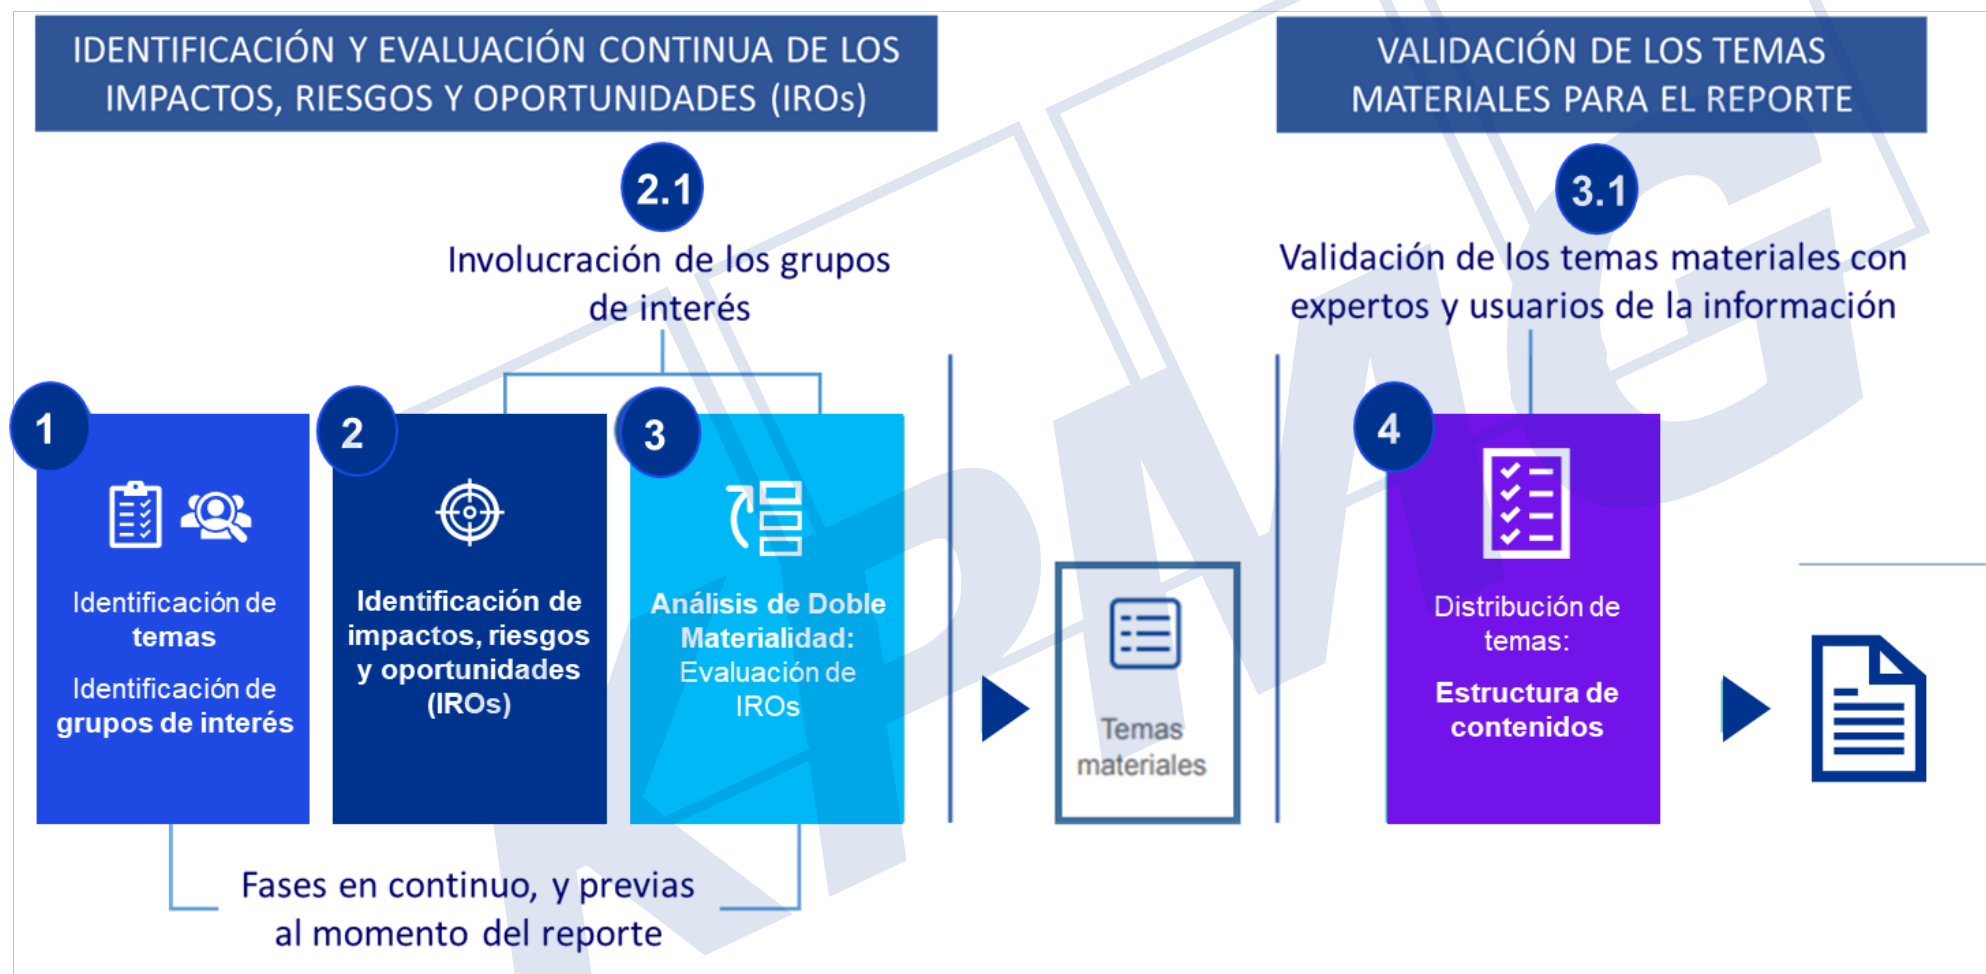 IDENTIFICACIÓN Y EVALUACIÓN CONTINUA DE LOS
IMPACTOS, RIESGOS Y OPORTUNIDADES (IROs)
VALIDACIÓN DE LOS TEMAS
MATERIALES PARA EL REPORTE
2.1
Involucración de los grupos
de interés
3.1
Validación de los temas materiales con
expertos y usuarios de la información
1
Identificación de
temas
Identificación de
grupos de interés
2
Identificación de
impactos, riesgos
y oportunidades
(IROs)
3
Análisis de Doble
Materialidad:
Evaluación de
IROs
Temas
materiales
4
Distribución de
temas:
Estructura de
contenidos
Fases en continuo, y previas
al momento del reporte
KPMG